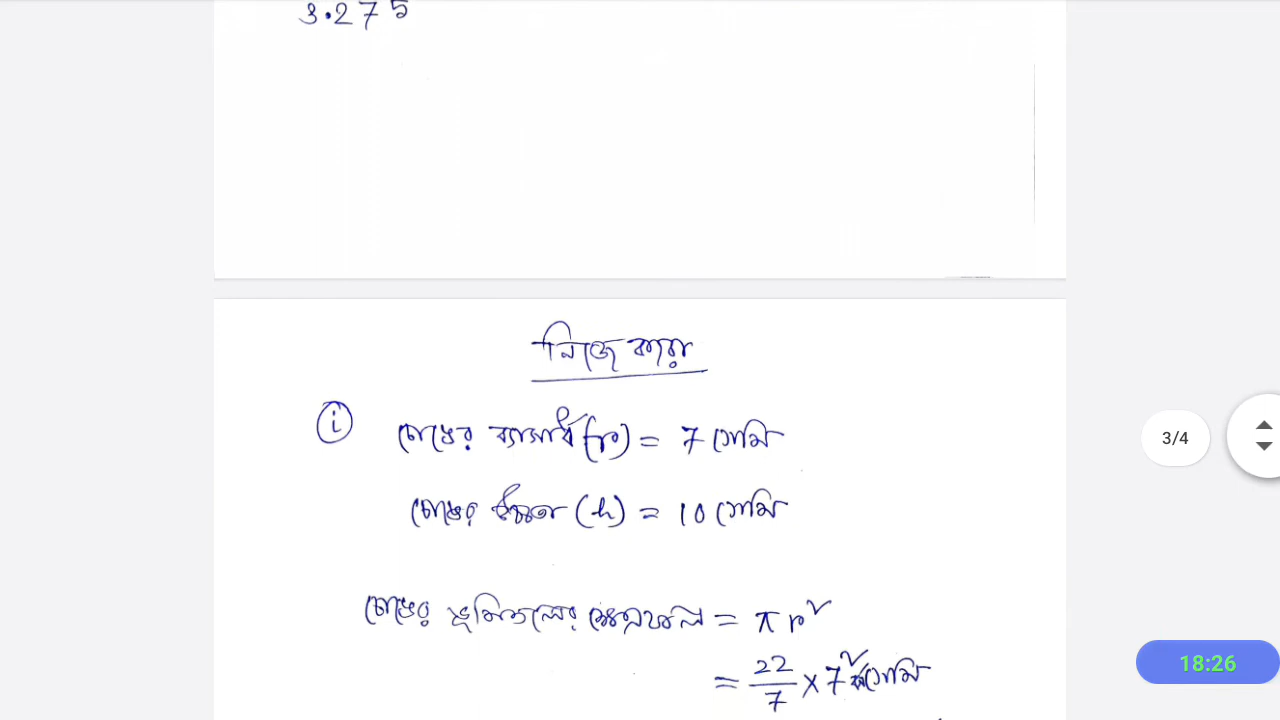 3.275
নিজে করো
i চোঙের ব্যাসার্ধ (r) = 7 সেমি
চোঙের উচ্চতা (h) = 10 সেমি
চোঙের ভূমিতলের ক্ষেত্রফল = πr²
= 22/7 × 7² বর্গসেমি
3/4
18:26